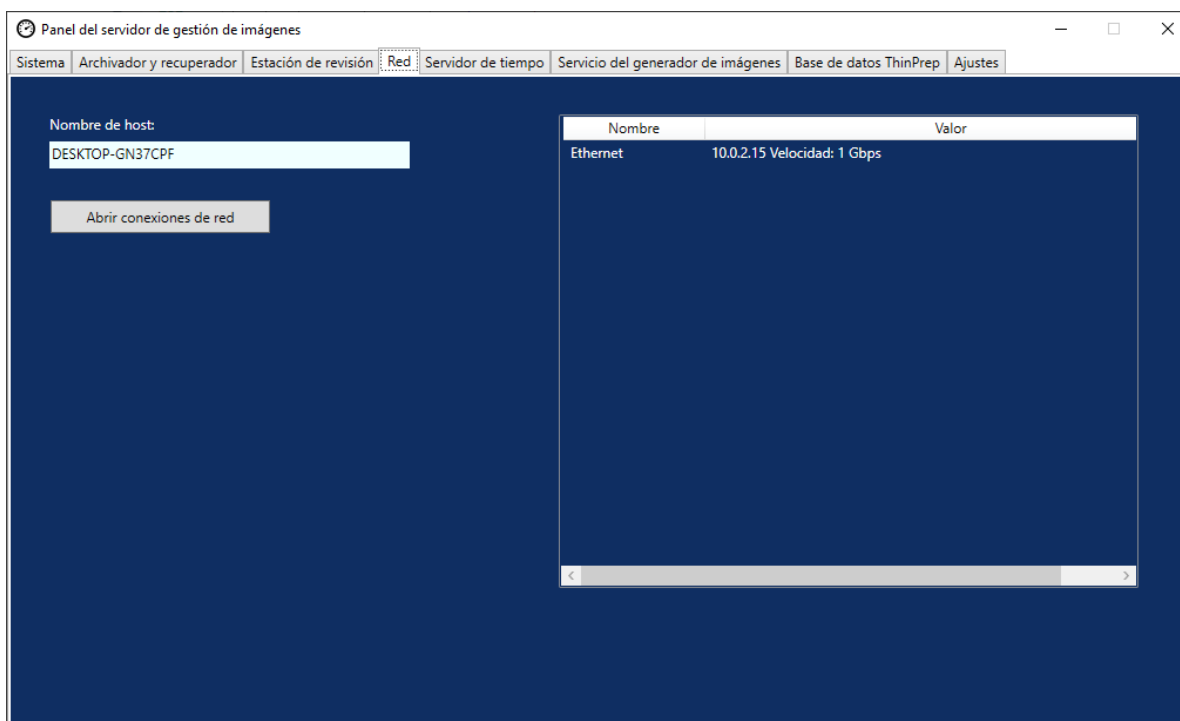 Panel del servidor de gestión de imágenes
Sistema Archivador y recuperador Estación de revisión Red Servidor de tiempo Servicio del generador de imágenes Base de datos ThinPrep Ajustes
Nombre de host:
DESKTOP-GN37CPF
Abrir conexiones de red
Nombre Valor
Ethernet 10.0.2.15 Velocidad: 1 Gbps